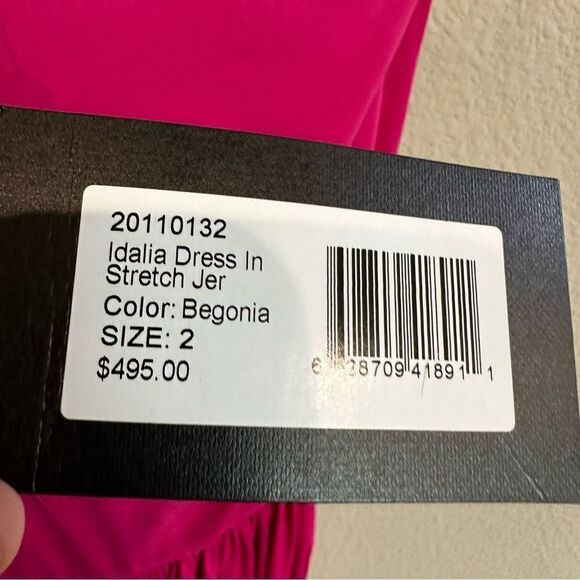 20110132
Idalia Dress In
Stretch Jer
Color: Begonia
SIZE: 2
$495.00
28709 41891 1